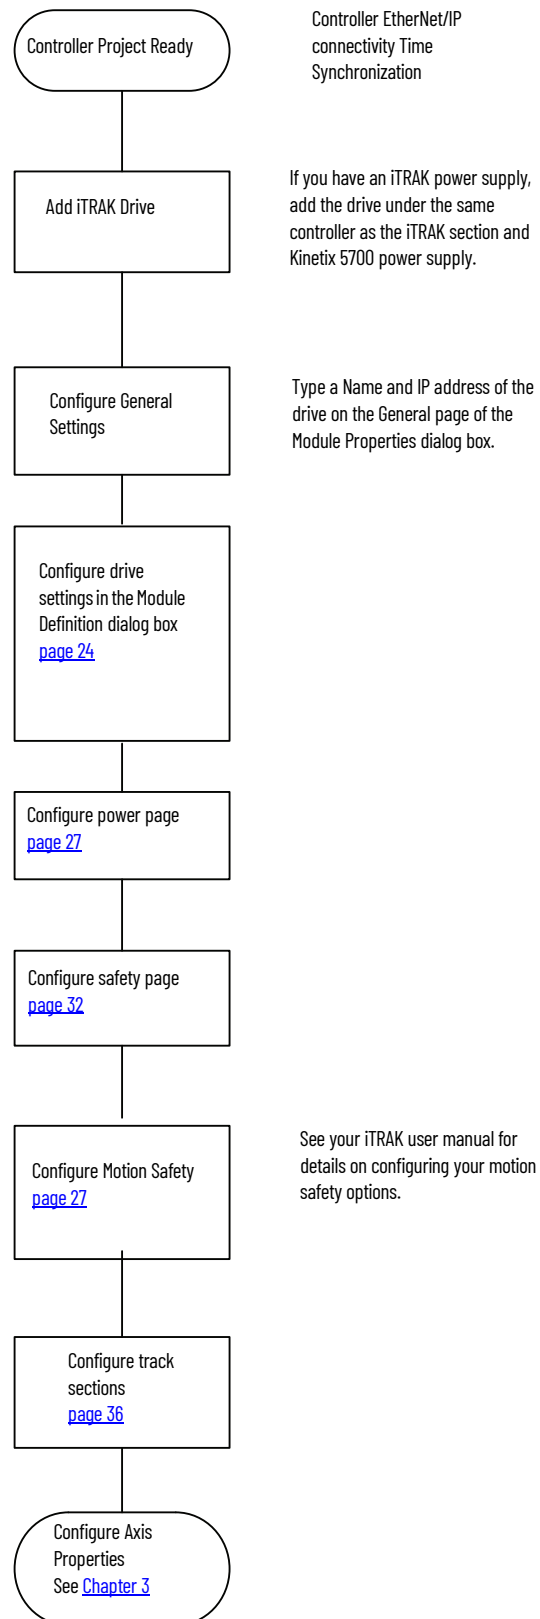 Controller Project Ready
Controller EtherNet/IP
connectivity Time
Synchronization
Add iTRAK Drive
If you have an iTRAK power supply,
add the drive under the same
controller as the iTRAK section and
Kinetix 5700 power supply.
Configure General
Settings
Type a Name and IP address of the
drive on the General page of the
Module Properties dialog box.
Configure drive
settings in the Module
Definition dialog box
page 24
Configure power page
page 27
Configure safety page
page 32
Configure Motion Safety
page 27
See your iTRAK user manual for
details on configuring your motion
safety options.
Configure track
sections
page 36
Configure Axis
Properties
See Chapter 3